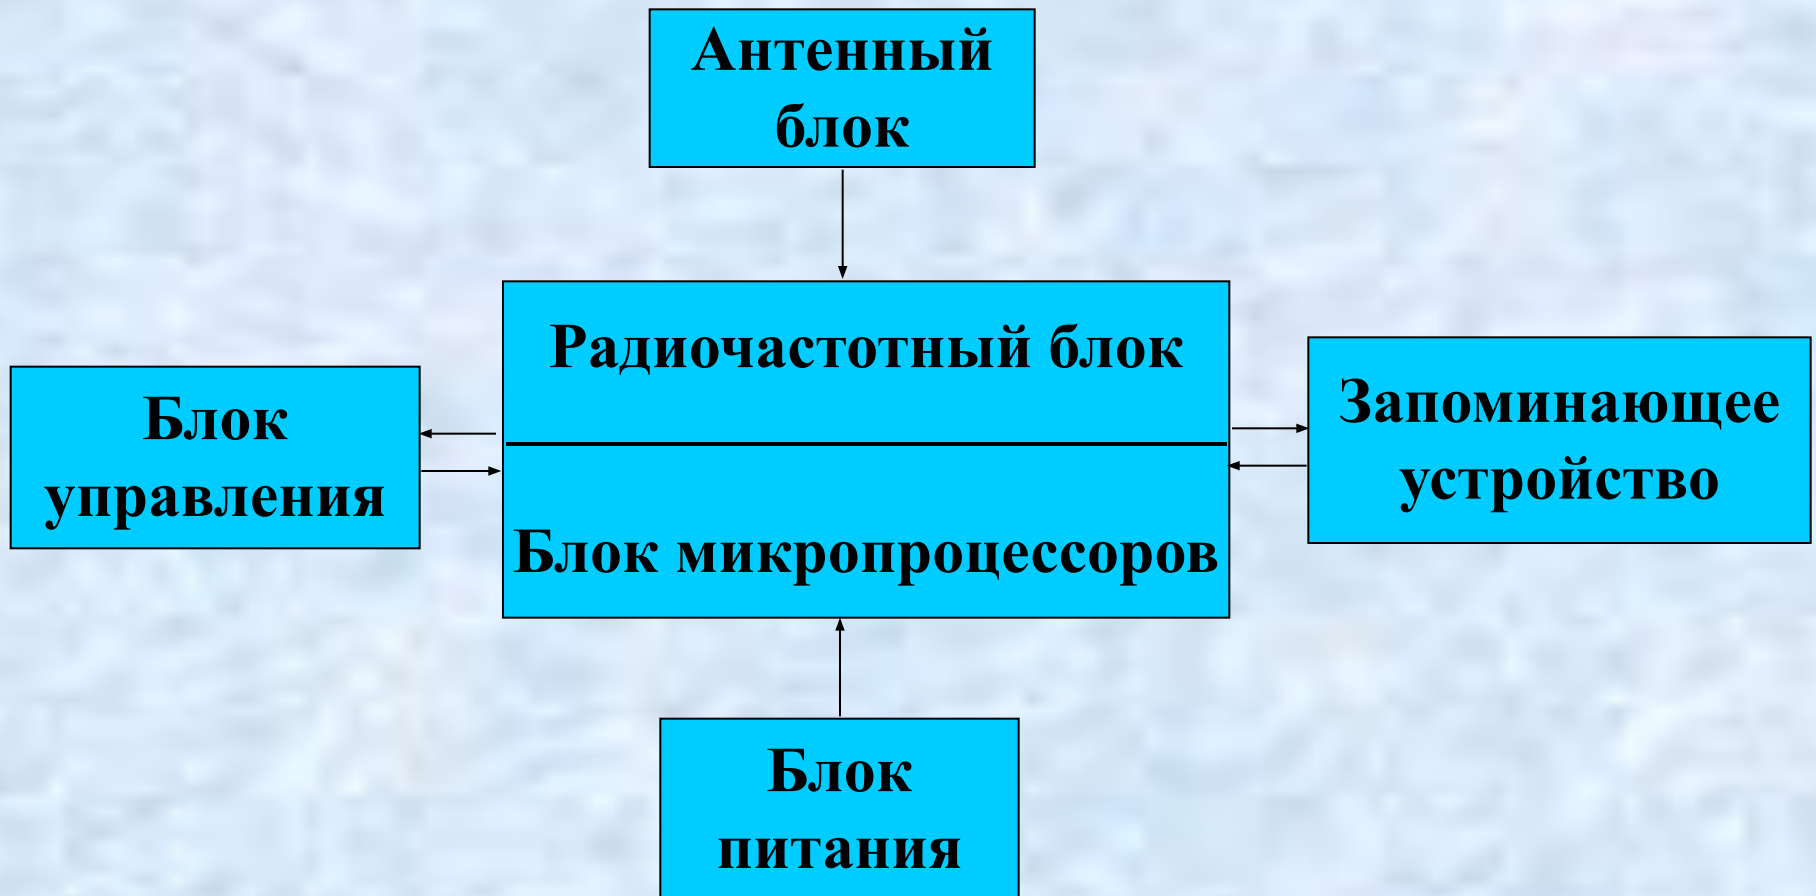 Антенный
блок
Радиочастотный блок
Блок
управления
Запоминающее
устройство
Блок микропроцессоров
Блок
питания